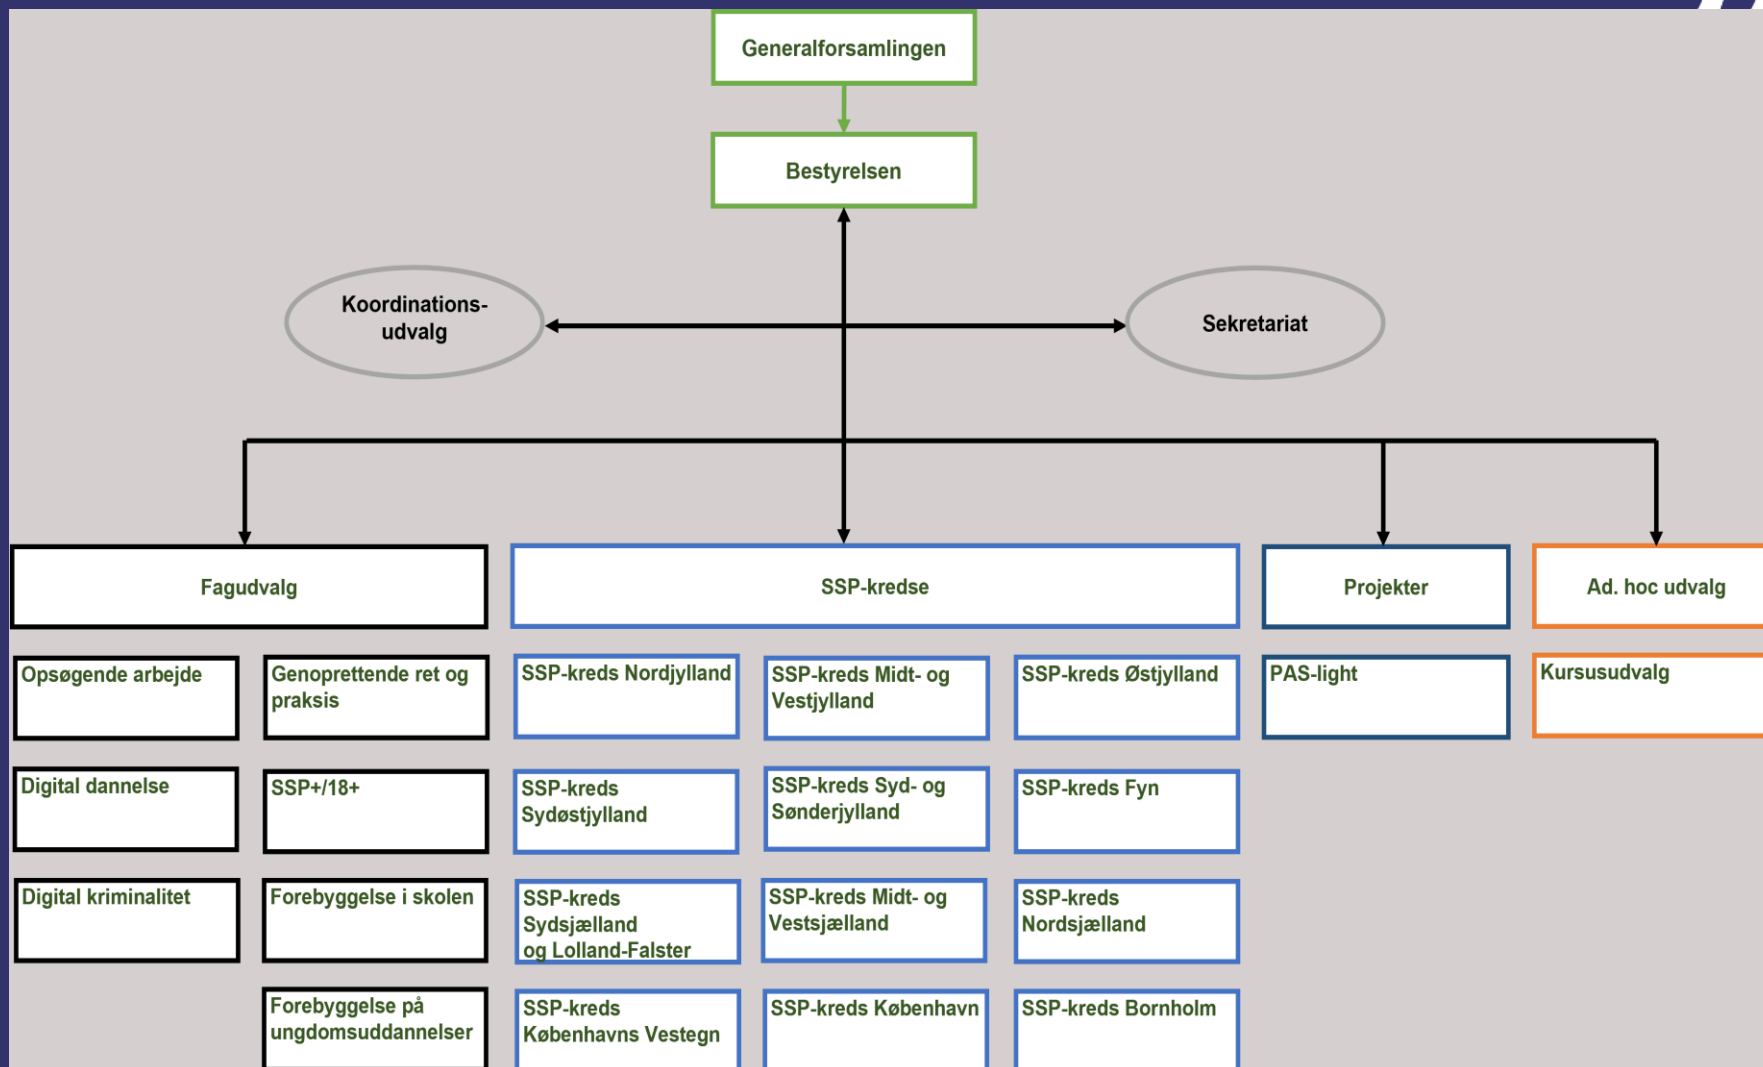 Generalforsamlingen
Bestyrelsen
Koordinations-
udvalg
Sekretariat
Fagudvalg
SSP-kredse
Projekter
Ad. hoc udvalg
Opsøgende arbejde
Genoprettende ret og
praksis
SSP-kreds Nordjylland
SSP-kreds Midt- og
Vestjylland
SSP-kreds Østjylland
PAS-light
Kursusudvalg
Digital dannelse
SSP+/18+
SSP-kreds
Sydøstjylland
SSP-kreds Syd- og
Sønderjylland
SSP-kreds Fyn
Digital kriminalitet
Forebyggelse i skolen
SSP-kreds
Sydsjælland
og Lolland-Falster
SSP-kreds Midt- og
Vestsjælland
SSP-kreds
Nordsjælland
Forebyggelse på
ungdomsuddannelser
SSP-kreds
Københavns Vestegn
SSP-kreds København
SSP-kreds Bornholm